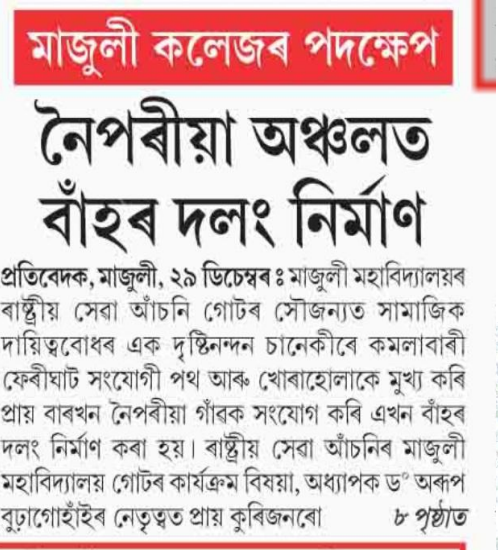 মাজুলী কলেজৰ পদক্ষেপ
নৈপৰীয়া অঞ্চলত
বাঁহৰ দলং নিৰ্মাণ
প্ৰতিবেদক, মাজুলী, ২৯ ডিচেম্বৰ ঃ মাজুলী মহাবিদ্যালয়ৰ
ৰাষ্ট্ৰীয় সেৱা আঁচনি গোটৰ সৌজন্যত সামাজিক
দায়িত্ববোধৰ এক দৃষ্টিনন্দন চানেকীৰে কমলাবাৰী
ফেৰীঘাট সংযোগী পথ আৰু খোৰাহোলাকে মুখ্য কৰি
প্ৰায় বাৰখন নৈপৰীয়া গাঁৱক সংযোগ কৰি এখন বাঁহৰ
দলং নিৰ্মাণ কৰা হয়। ৰাষ্ট্ৰীয় সেৱা আঁচনিৰ মাজুলী
মহাবিদ্যালয় গোটৰ কাৰ্যক্ৰম বিষয়া, অধ্যাপক ড° অৰূপ
বুঢ়াগোহাঁইৰ নেতৃত্বত প্ৰায় কুৰিজনৰো ৮ পৃষ্ঠাত